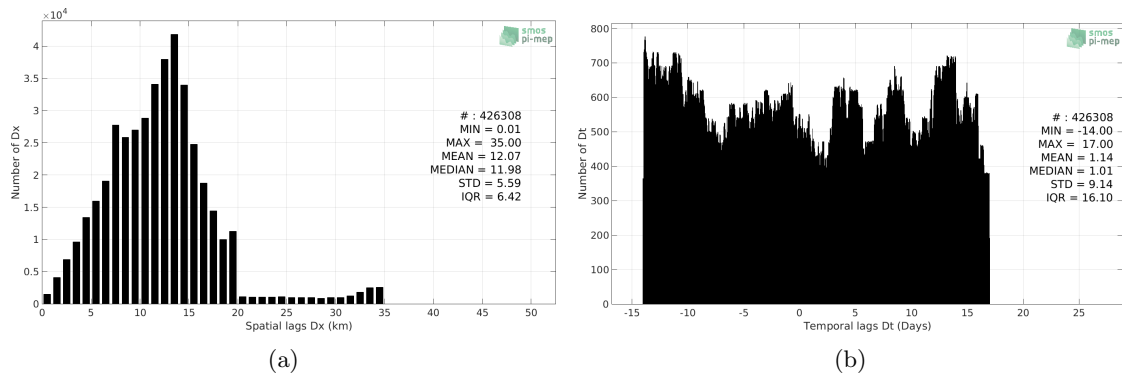 ×10⁴
4
3.5
3
2.5
2
1.5
1
0.5
0
Number of Dx
0 5 10 15 20 25 30 35 40 45 50
Spatial lags Dx (km)
smos
pi-mep
# : 426308
MIN = 0.01
MAX = 35.00
MEAN = 12.07
MEDIAN = 11.98
STD = 5.59
IQR = 6.42
(a)
800
700
600
500
400
300
200
100
0
Number of Dt
-15 -10 -5 0 5 10 15 20 25
Temporal lags Dt (Days)
smos
pi-mep
# : 426308
MIN = -14.00
MAX = 17.00
MEAN = 1.14
MEDIAN = 1.01
STD = 9.14
IQR = 16.10
(b)